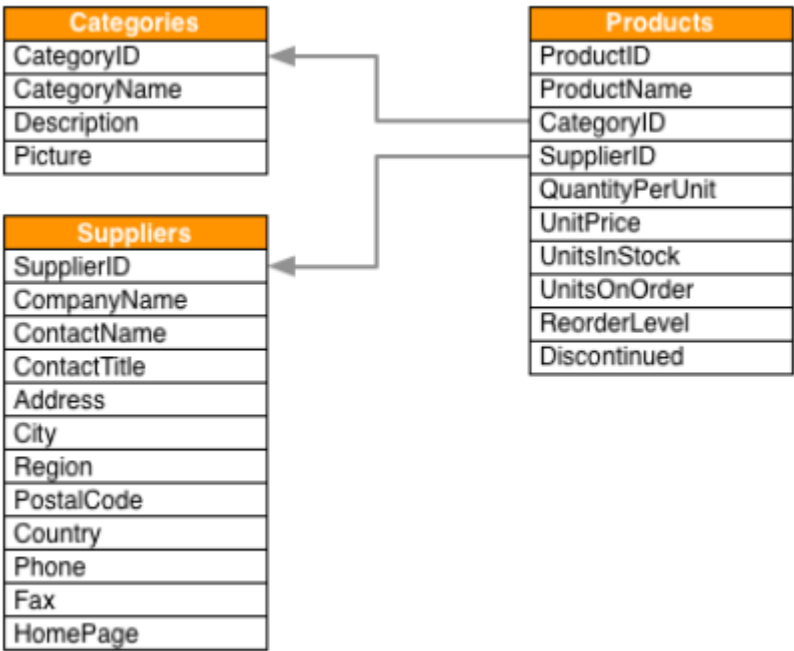 Categories
CategoryID
CategoryName
Description
Picture
Suppliers
SupplierID
CompanyName
ContactName
ContactTitle
Address
City
Region
PostalCode
Country
Phone
Fax
HomePage
Products
ProductID
ProductName
CategoryID
SupplierID
QuantityPerUnit
UnitPrice
UnitsInStock
UnitsOnOrder
ReorderLevel
Discontinued